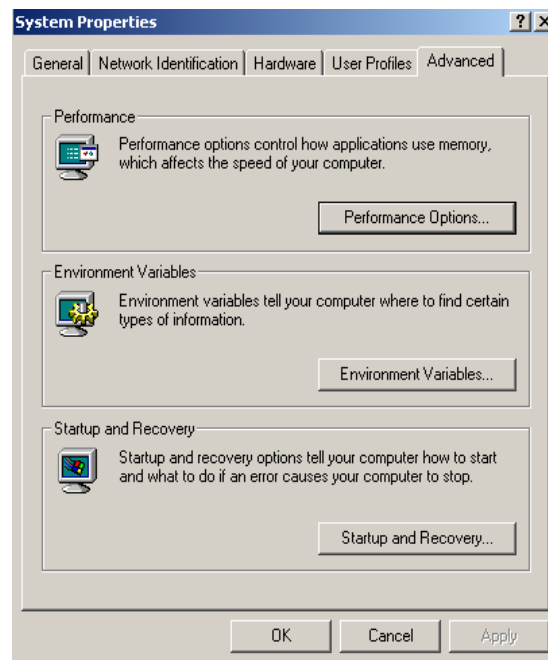 System Properties
General
Network Identification
Hardware
User Profiles
Advanced
Performance
Performance options control how applications use memory,
which affects the speed of your computer.
Performance Options...
Environment Variables
Environment variables tell your computer where to find certain
types of information.
Environment Variables...
Startup and Recovery
Startup and recovery options tell your computer how to start
and what to do if an error causes your computer to stop.
Startup and Recovery...
OK
Cancel
Apply